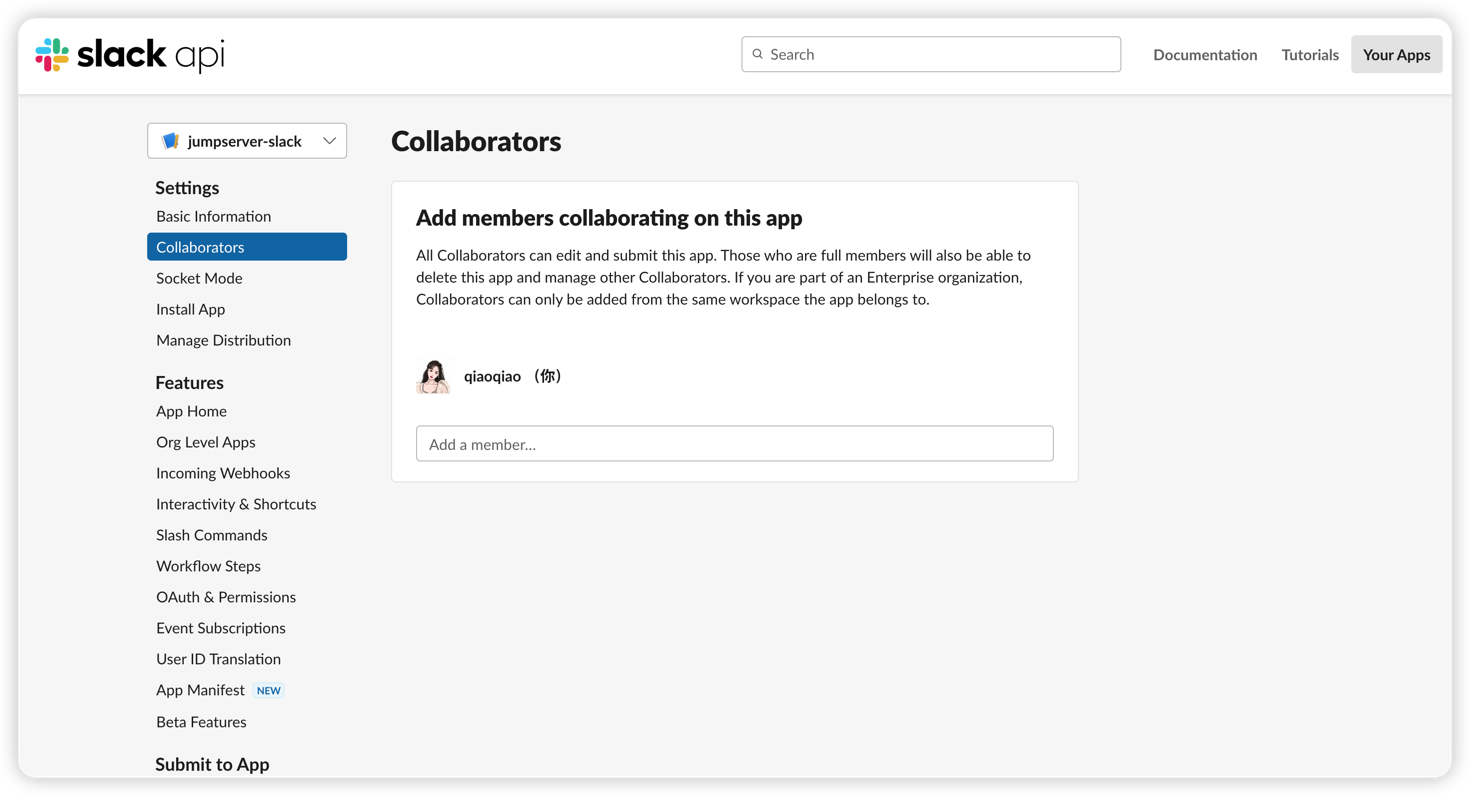 slack api
Search
Documentation
Tutorials
Your Apps
jumpserver-slack
Settings
Basic Information
Collaborators
Socket Mode
Install App
Manage Distribution
Features
App Home
Org Level Apps
Incoming Webhooks
Interactivity & Shortcuts
Slash Commands
Workflow Steps
OAuth & Permissions
Event Subscriptions
User ID Translation
App Manifest NEW
Beta Features
Submit to App
Collaborators
Add members collaborating on this app
All Collaborators can edit and submit this app. Those who are full members will also be able to
delete this app and manage other Collaborators. If you are part of an Enterprise organization,
Collaborators can only be added from the same workspace the app belongs to.
qiaoqiao （你）
Add a member...